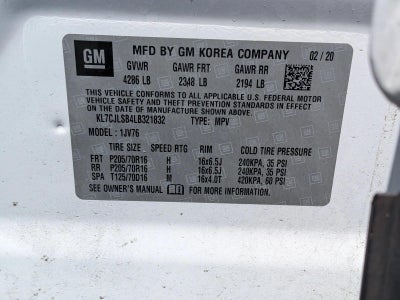 GM
MFD BY GM KOREA COMPANY 02 / 20
GVWR GAWR FRT GAWR RR
4286 LB 2348 LB 2194 LB
THIS VEHICLE CONFORMS TO ALL APPLICABLE U.S. FEDERAL MOTOR
VEHICLE SAFETY AND THEFT PREVENTION STANDARDS IN EFFECT
ON THE DATE OF MANUFACTURE SHOWN ABOVE.
KL7CJLSB4LB321832 TYPE: MPV
MODEL: 1JV76
TIRE SIZE SPEED RTG RIM COLD TIRE PRESSURE
FRT P205/70R16 H 16x6.5J 240KPA, 35 PSI
RR P205/70R16 H 16x6.5J 240KPA, 35 PSI
SPA T125/70D16 M 16x4.0T 420KPA, 60 PSI
SEE OWNER'S MANUAL FOR MORE INFORMATION